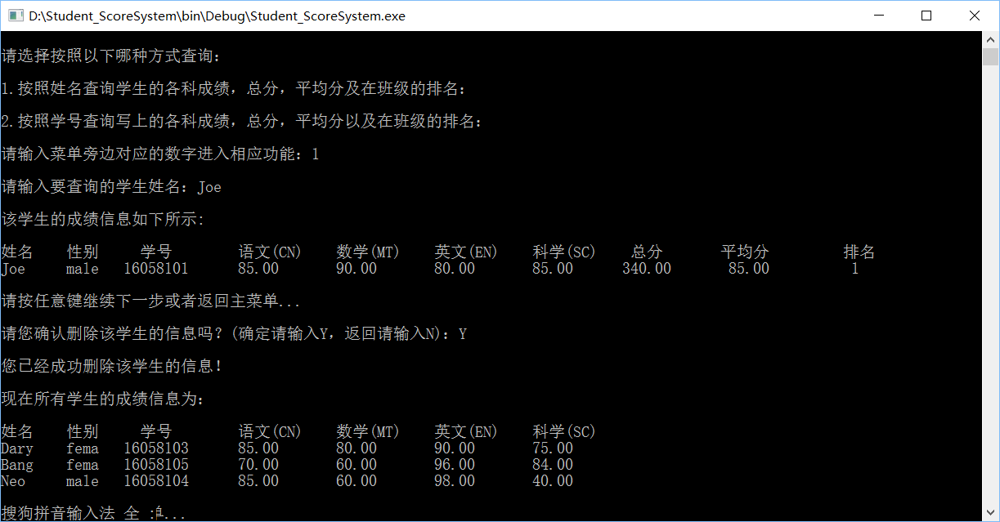 D:\Student_ScoreSystem\bin\Debug\Student_ScoreSystem.exe
请选择按照以下哪种方式查询：
1.按照姓名查询学生的各科成绩，总分，平均分及在班级的排名：
2.按照学号查询写上的各科成绩，总分，平均分以及在班级的排名：
请输入菜单旁边对应的数字进入相应功能：1
请输入要查询的学生姓名：Joe
该学生的成绩信息如下所示:
姓名 性别 学号 语文(CN) 数学(MT) 英文(EN) 科学(SC) 总分 平均分 排名
Joe male 16058101 85.00 90.00 80.00 85.00 340.00 85.00 1
请按任意键继续下一步或者返回主菜单...
请您确认删除该学生的信息吗？(确定请输入Y，返回请输入N)：Y
您已经成功删除该学生的信息！
现在所有学生的成绩信息为：
姓名 性别 学号 语文(CN) 数学(MT) 英文(EN) 科学(SC)
Dary fema 16058103 85.00 80.00 90.00 75.00
Bang fema 16058105 70.00 60.00 96.00 84.00
Neo male 16058104 85.00 60.00 98.00 40.00
搜狗拼音输入法 全 :单...